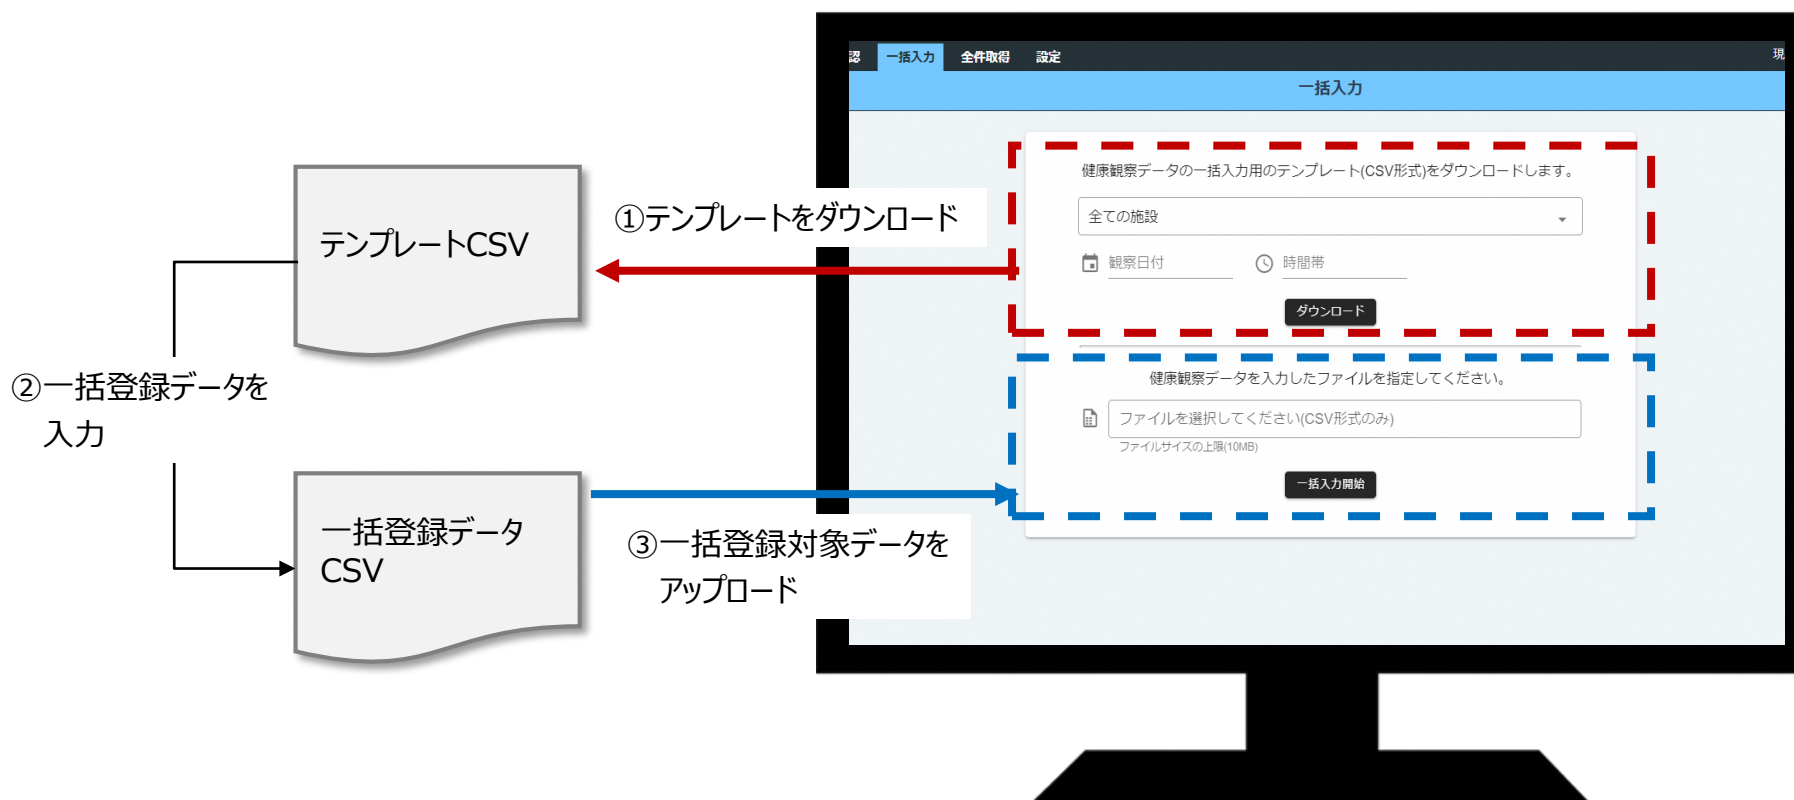 認 一括入力 全件取得 設定 現
一括入力
健康観察データの一括入力用のテンプレート(CSV形式)をダウンロードします。
全ての施設
観察日付 時間帯
ダウンロード
健康観察データを入力したファイルを指定してください。
ファイルを選択してください(CSV形式のみ)
ファイルサイズの上限(10MB)
一括入力開始
①テンプレートをダウンロード
テンプレートCSV
②一括登録データを
入力
一括登録データ
CSV
③一括登録対象データを
アップロード